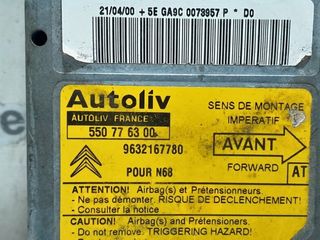 21/04/00 + 5E GA9C 0073957 P * D0
Autoliv
AUTOLIV FRANCE
550 77 63 00
9632167780
POUR N68
SENS DE MONTAGE
IMPERATIF
AVANT
FORWARD
AT
ATTENTION! Airbag(s) et Prétensionneurs.
- Ne pas démonter. RISQUE DE DECLENCHEMENT!
- Consulter la notice
CAUTION! Airbag(s) and Pretensioners.
- Do not remove. TRIGGERING HAZARD!